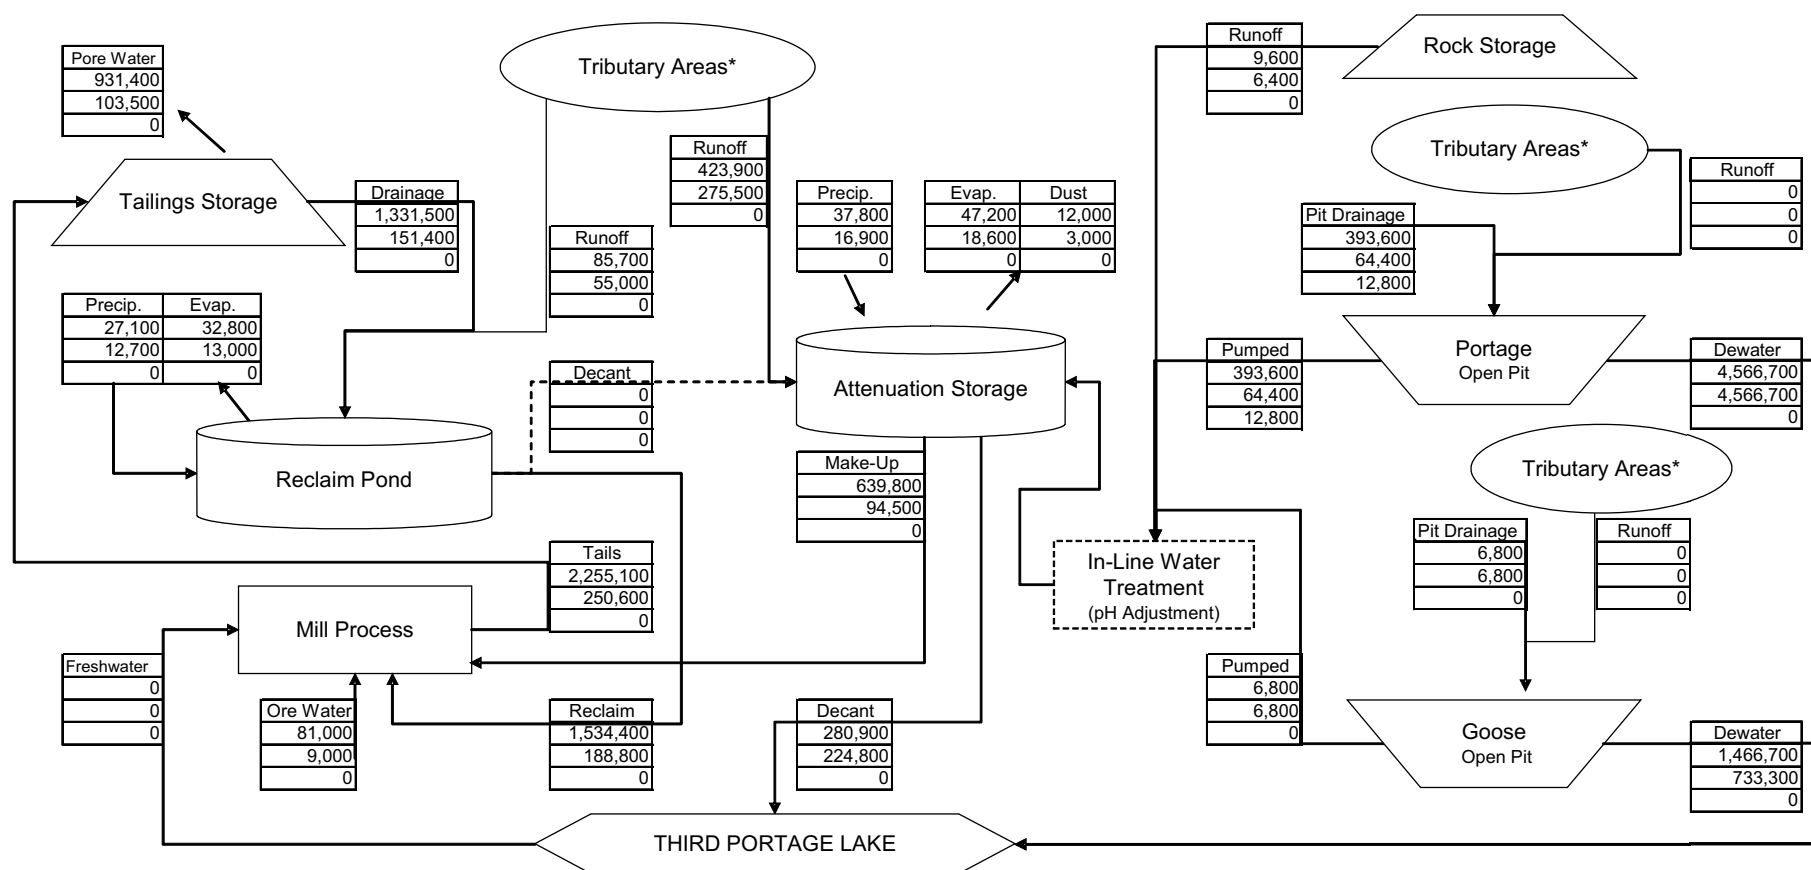 Pore Water
931,400
103,500
0
Tributary Areas*
Runoff
9,600
6,400
0
Rock Storage
Tailings Storage
Drainage
1,331,500
151,400
0
Runoff
85,700
55,000
0
Runoff
423,900
275,500
0
Precip.
37,800
16,900
0
Evap. Dust
47,200 12,000
18,600 3,000
0 0
Tributary Areas*
Runoff
0
0
0
Pit Drainage
393,600
64,400
12,800
Precip. Evap.
27,100 32,800
12,700 13,000
0 0
Decant
0
0
0
Attenuation Storage
Pumped
393,600
64,400
12,800
Portage
Open Pit
Dewater
4,566,700
4,566,700
0
Reclaim Pond
Make-Up
639,800
94,500
0
Tributary Areas*
Pit Drainage
6,800
6,800
0
Runoff
0
0
0
Tails
2,255,100
250,600
0
In-Line Water
Treatment
(pH Adjustment)
Mill Process
Freshwater
0
0
0
Ore Water
81,000
9,000
0
Reclaim
1,534,400
188,800
0
Decant
280,900
224,800
0
Pumped
6,800
6,800
0
Goose
Open Pit
Dewater
1,466,700
733,300
0
THIRD PORTAGE LAKE